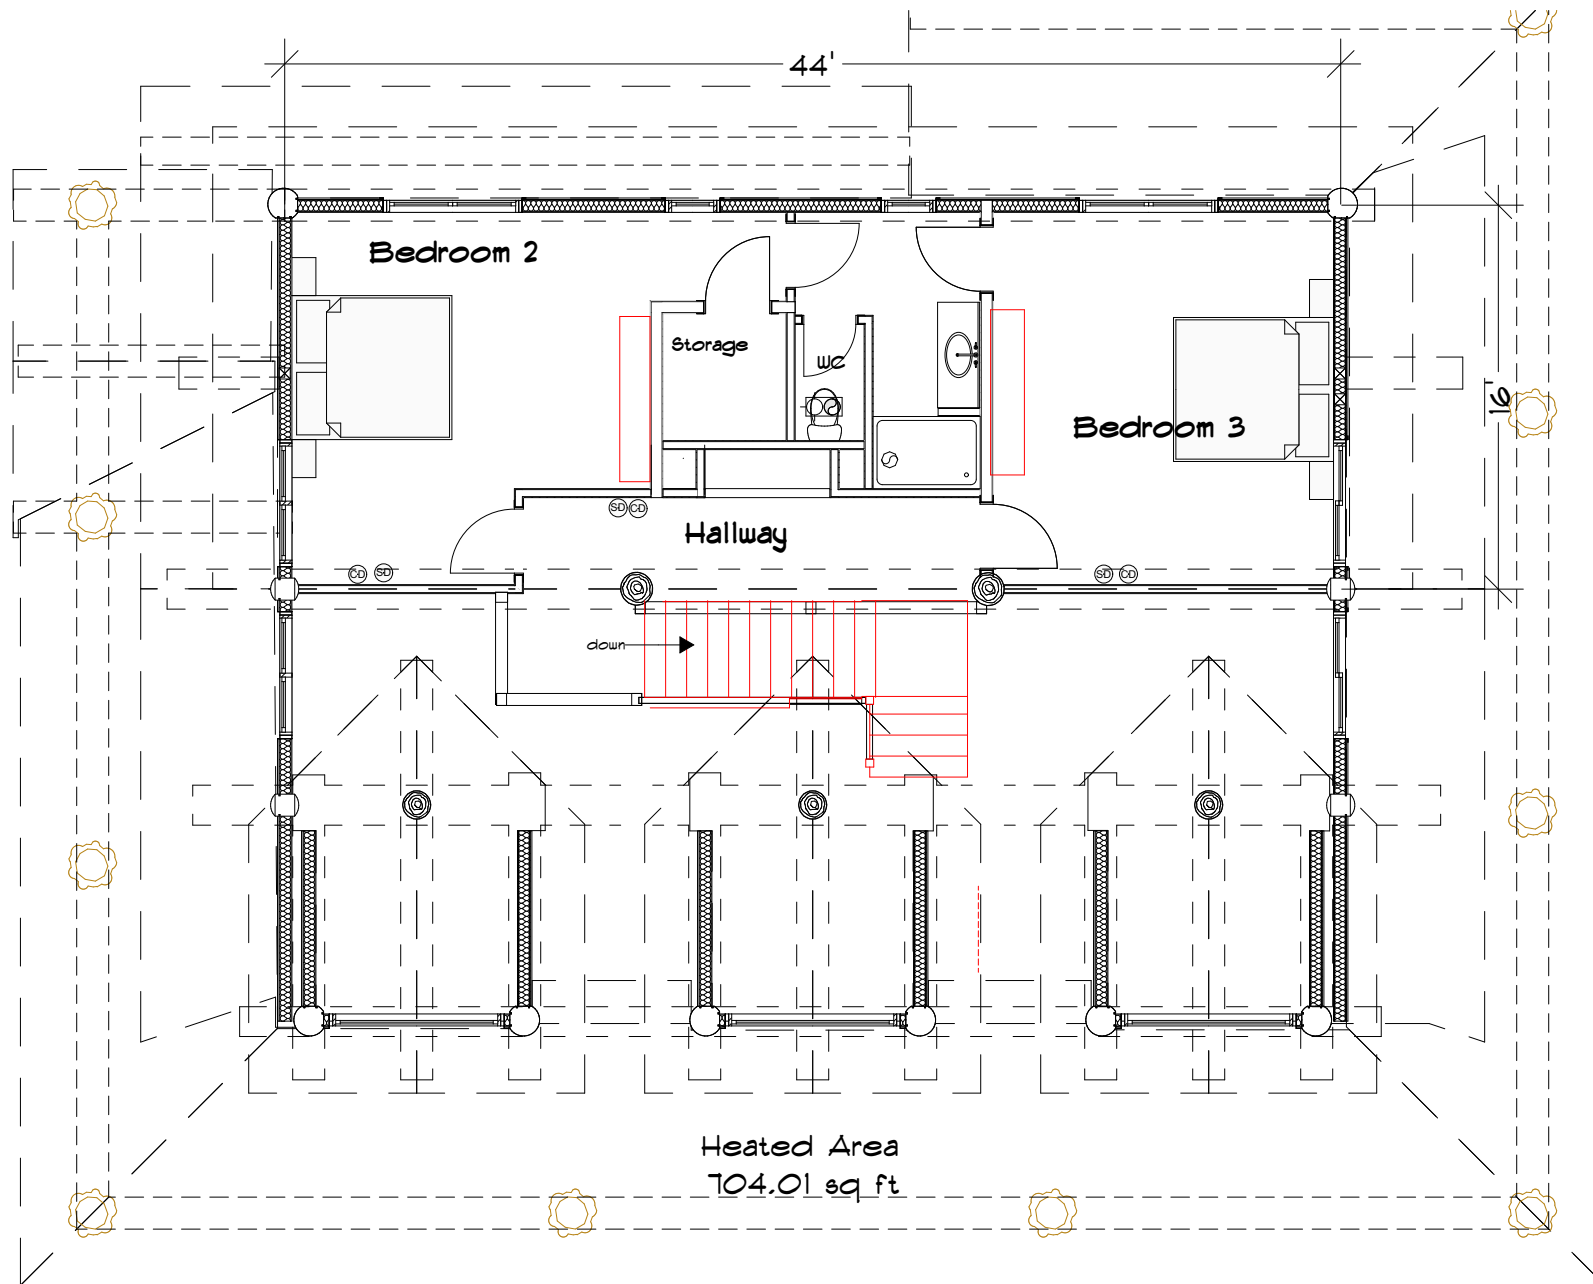 44'
Bedroom 2
Storage
WC
16'
Bedroom 3
SD CD
Hallway
CD SD
SD CD
down
Heated Area
704.01 sq ft